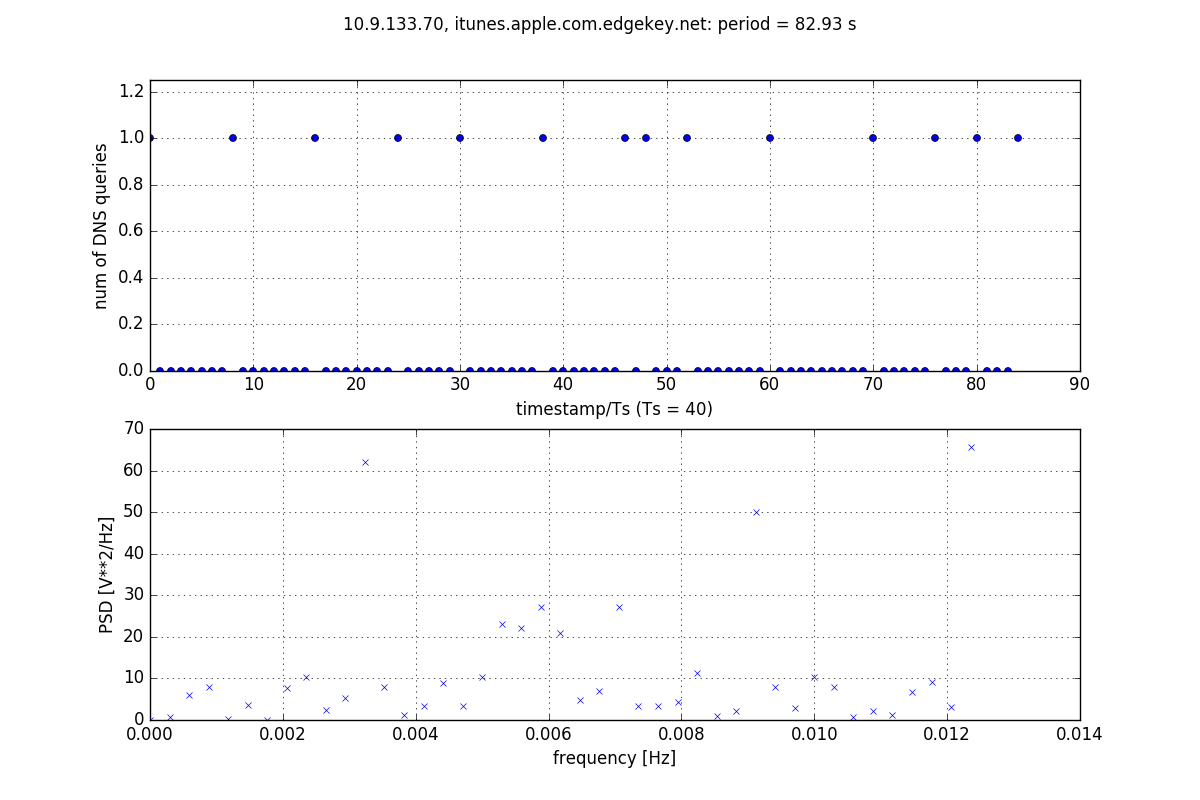 10.9.133.70, itunes.apple.com.edgekey.net: period = 82.93 s
1.2
1.0
0.8
0.6
0.4
0.2
0.0
num of DNS queries
0 10 20 30 40 50 60 70 80 90
timestamp/Ts (Ts = 40)
70
60
50
40
30
20
10
0
PSD [V**2/Hz]
0.000 0.002 0.004 0.006 0.008 0.010 0.012 0.014
frequency [Hz]